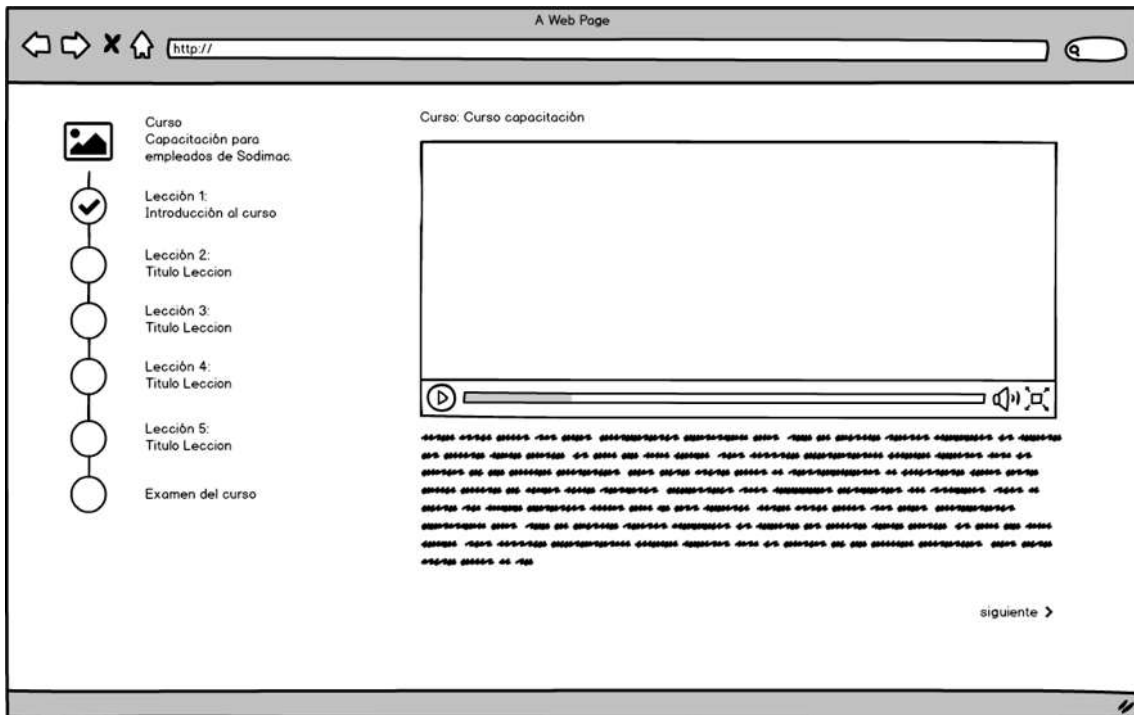 A Web Page
http://
Curso
Capacitación para
empleados de Sodimac.
Lección 1:
Introducción al curso
Lección 2:
Titulo Leccion
Lección 3:
Titulo Leccion
Lección 4:
Titulo Leccion
Lección 5:
Titulo Leccion
Examen del curso
Curso: Curso capacitación
siguiente